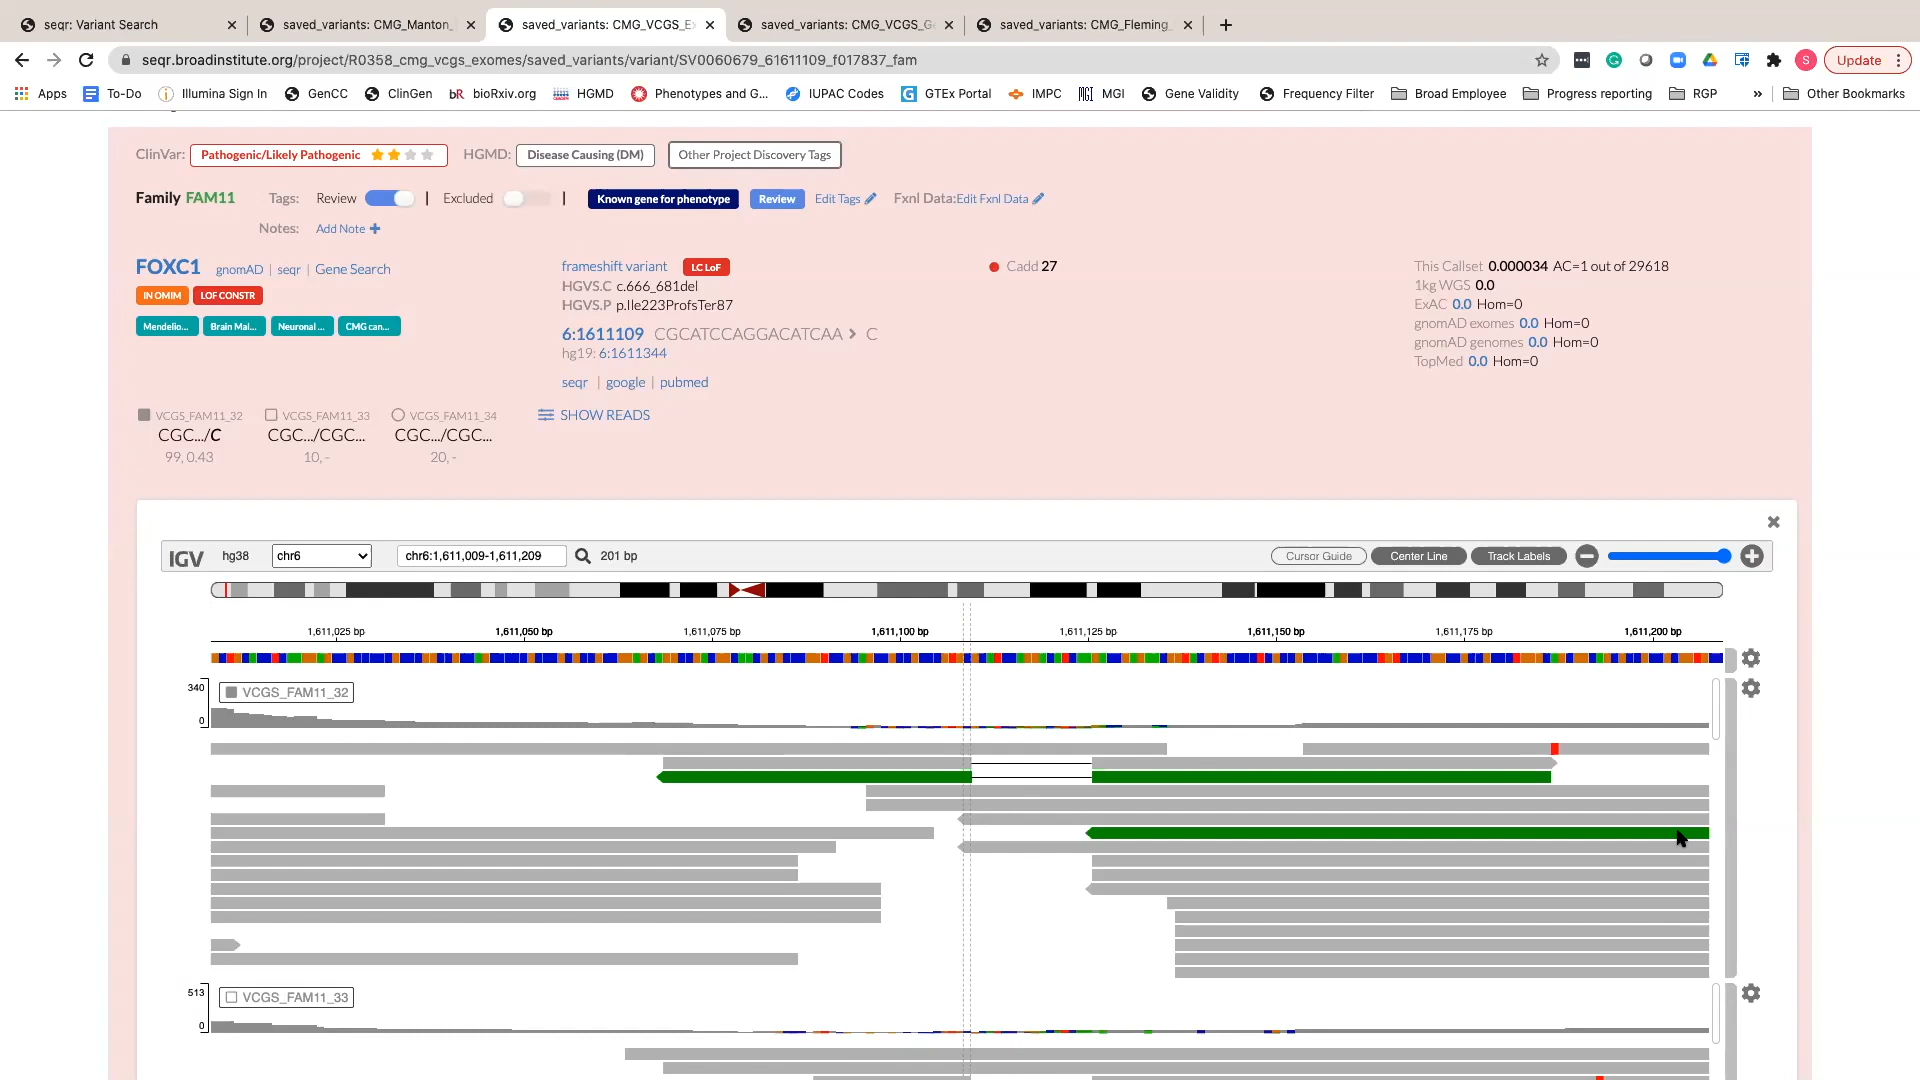 seqr: Variant Search
saved_variants: CMG_Manton_
saved_variants: CMG_VCGS_E
saved_variants: CMG_VCGS_G
saved_variants: CMG_Fleming_
seqr.broadinstitute.org/project/R0358_cmg_vcgs_exomes/saved_variants/variant/SV0060679_61611109_f017837_fam
S
Update
Apps
To-Do
Illumina Sign In
GenCC
ClinGen
bR bioRxiv.org
HGMD
Phenotypes and G...
IUPAC Codes
G GTEx Portal
IMPC
MGI
Gene Validity
Frequency Filter
Broad Employee
Progress reporting
RGP
»
Other Bookmarks
ClinVar: Pathogenic/Likely Pathogenic
HGMD: Disease Causing (DM)
Other Project Discovery Tags
Family FAM11
Tags: Review | Excluded |
Known gene for phenotype
Review
Edit Tags
Fxnl Data:Edit Fxnl Data
Notes: Add Note +
FOXC1 gnomAD | seqr | Gene Search
IN OMIM
LOF CONSTR
Mendelio...
Brain Mal...
Neuronal ...
CMG can...
frameshift variant LC LoF
HGVS.C c.666_681del
HGVS.P p.Ile223ProfsTer87
6:1611109 CGCATCCAGGACATCAA > C
hg19: 6:1611344
seqr | google | pubmed
Cadd 27
This Callset 0.000034 AC=1 out of 29618
1kg WGS 0.0
ExAC 0.0 Hom=0
gnomAD exomes 0.0 Hom=0
gnomAD genomes 0.0 Hom=0
TopMed 0.0 Hom=0
VCGS_FAM11_32
CGC.../C
99, 0.43
VCGS_FAM11_33
CGC.../CGC...
10, -
VCGS_FAM11_34
CGC.../CGC...
20, -
SHOW READS
IGV
hg38
chr6
chr6:1,611,009-1,611,209
201 bp
Cursor Guide
Center Line
Track Labels
1,611,025 bp
1,611,050 bp
1,611,075 bp
1,611,100 bp
1,611,125 bp
1,611,150 bp
1,611,175 bp
1,611,200 bp
340
0
VCGS_FAM11_32
513
0
VCGS_FAM11_33